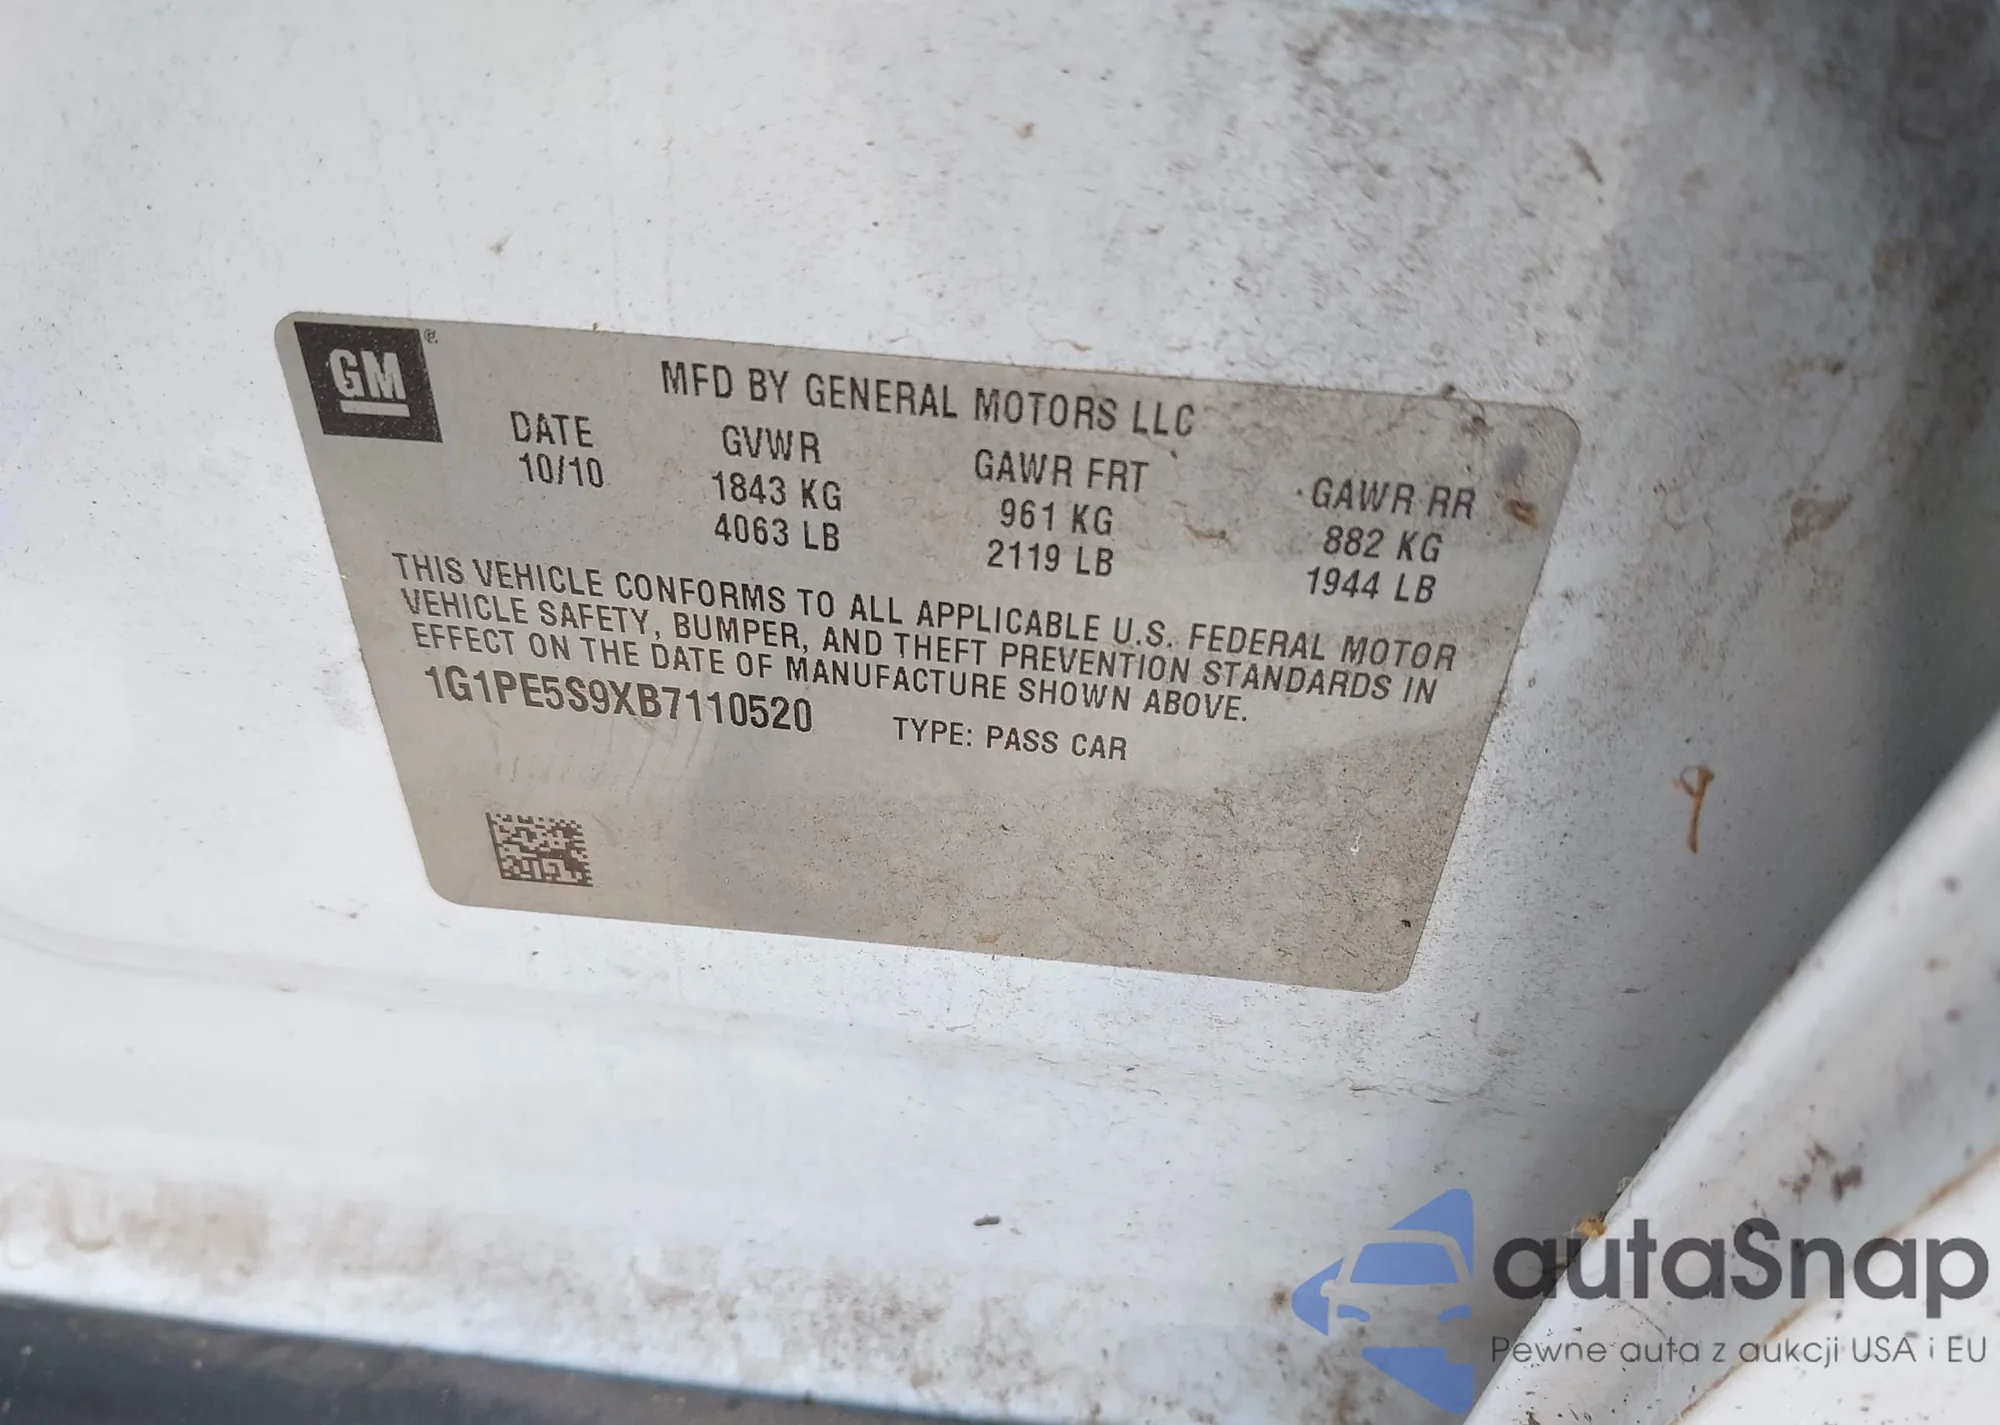 GM®
MFD BY GENERAL MOTORS LLC
DATE GVWR GAWR FRT GAWR RR
10/10 1843 KG 961 KG 882 KG
4063 LB 2119 LB 1944 LB
THIS VEHICLE CONFORMS TO ALL APPLICABLE U.S. FEDERAL MOTOR
VEHICLE SAFETY, BUMPER, AND THEFT PREVENTION STANDARDS IN
EFFECT ON THE DATE OF MANUFACTURE SHOWN ABOVE.
1G1PE5S9XB7110520 TYPE: PASS CAR
autaSnap
Pewne auta z aukcji USA i EU